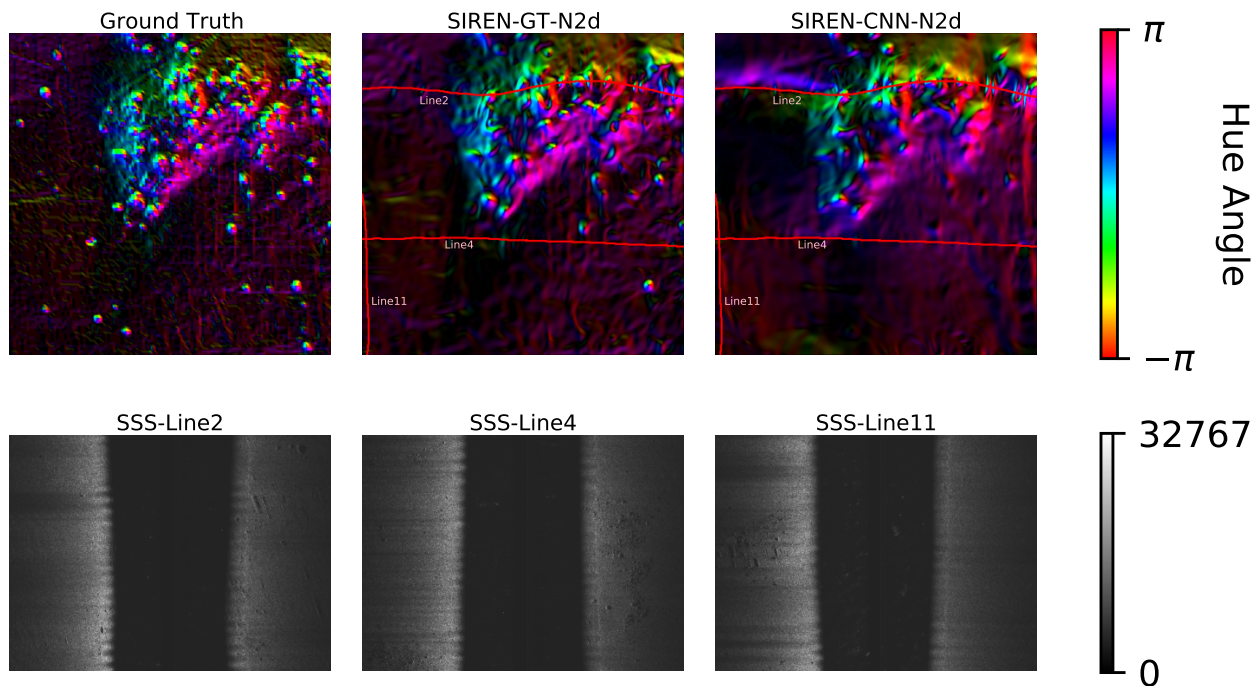 Ground Truth
SIREN-GT-N2d
SIREN-CNN-N2d
π
−π
Hue Angle
Line2
Line4
Line11
Line2
Line4
Line11
SSS-Line2
SSS-Line4
SSS-Line11
32767
0